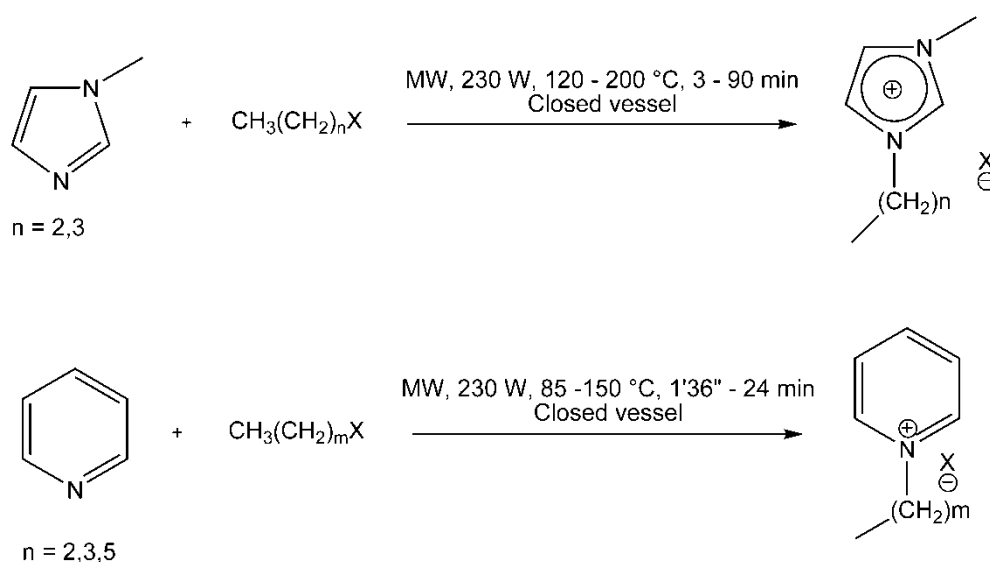 N
N
n = 2,3
+
CH3(CH2)nX
MW, 230 W, 120 - 200 °C, 3 - 90 min
Closed vessel
N
+
N
(CH2)n
X
−
N
n = 2,3,5
+
CH3(CH2)mX
MW, 230 W, 85 -150 °C, 1'36" - 24 min
Closed vessel
+
N
(CH2)m
X
−